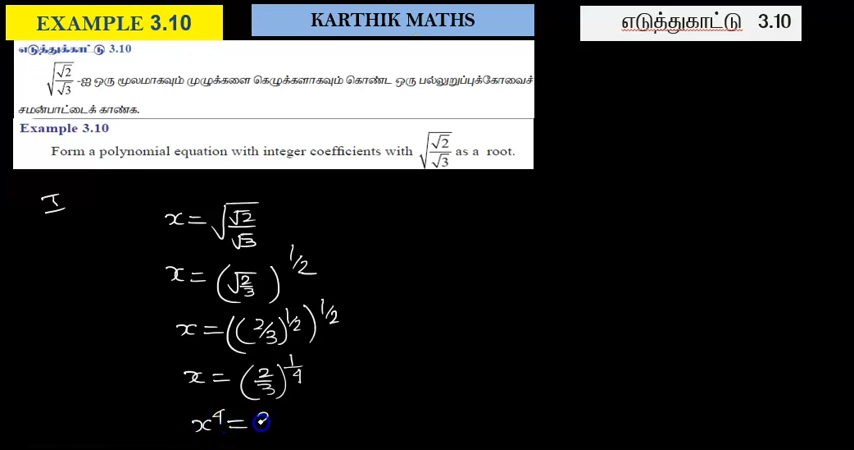 EXAMPLE 3.10
KARTHIK MATHS
எடுத்துகாட்டு 3.10
எடுத்துக்காட்டு 3.10
√(√2/√3) -ஐ ஒரு மூலமாகவும் முழுக்களை கெழுக்களாகவும் கொண்ட ஒரு பல்லுறுப்புக்கோவைச்
சமன்பாட்டைக் காண்க.
Example 3.10
Form a polynomial equation with integer coefficients with √(√2/√3) as a root.
I
x = √(√2/√3)
x = (√(2/3))^1/2
x = ((2/3)^1/2)^1/2
x = (2/3)^1/4
x^4 =